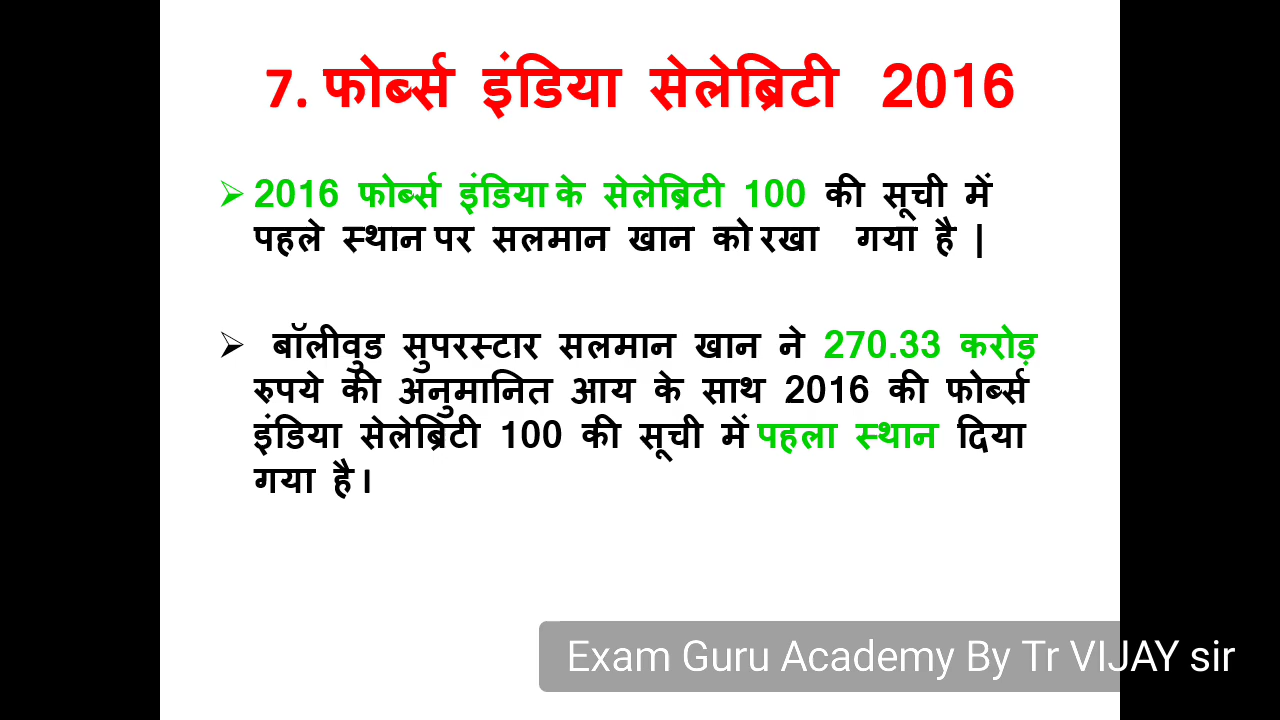 7. फोर्ब्स इंडिया सेलेब्रिटी 2016
➢ 2016 फोर्ब्स इंडिया के सेलेब्रिटी 100 की सूची में
पहले स्थान पर सलमान खान को रखा गया है |
➢ बॉलीवुड सुपरस्टार सलमान खान ने 270.33 करोड़
रुपये की अनुमानित आय के साथ 2016 की फोर्ब्स
इंडिया सेलेब्रिटी 100 की सूची में पहला स्थान दिया
गया है।
Exam Guru Academy By Tr VIJAY sir